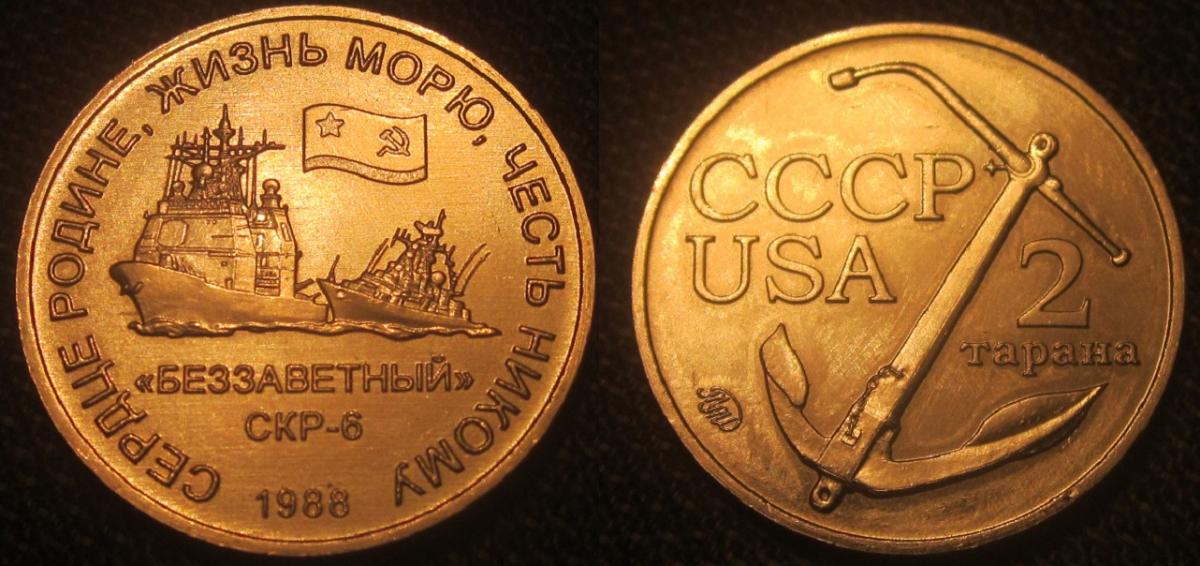 СЕРДЦЕ РОДИНЕ, ЖИЗНЬ МОРЮ, ЧЕСТЬ НИКОМУ
«БЕЗЗАВЕТНЫЙ»
СКР-6
1988
СССР
USA
2
тарана